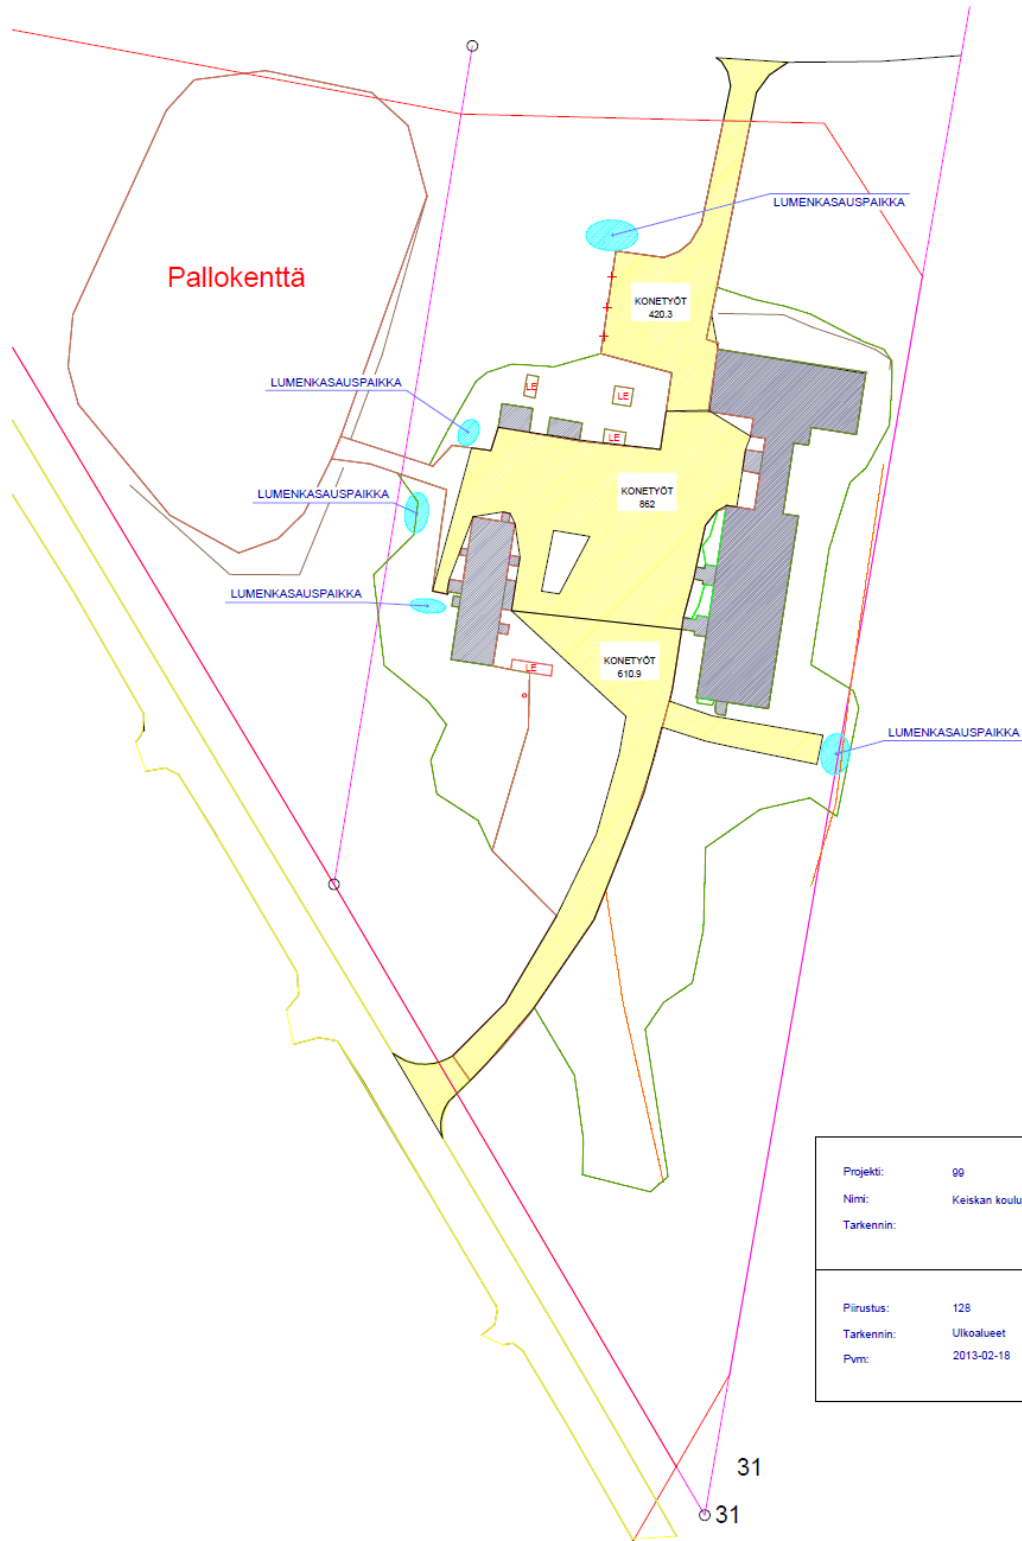 LUMENKASAUSPAIKKA
Pallokenttä
KONETYÖT
420.3
LUMENKASAUSPAIKKA
LE
LE
LE
KONETYÖT
862
LUMENKASAUSPAIKKA
LUMENKASAUSPAIKKA
KONETYÖT
610.9
LE
LUMENKASAUSPAIKKA
Projekti: 99
Nimi: Keiskan koulu
Tarkennin:
Piirustus: 128
Tarkennin: Ulkoalueet
Pvm: 2013-02-18
31
31